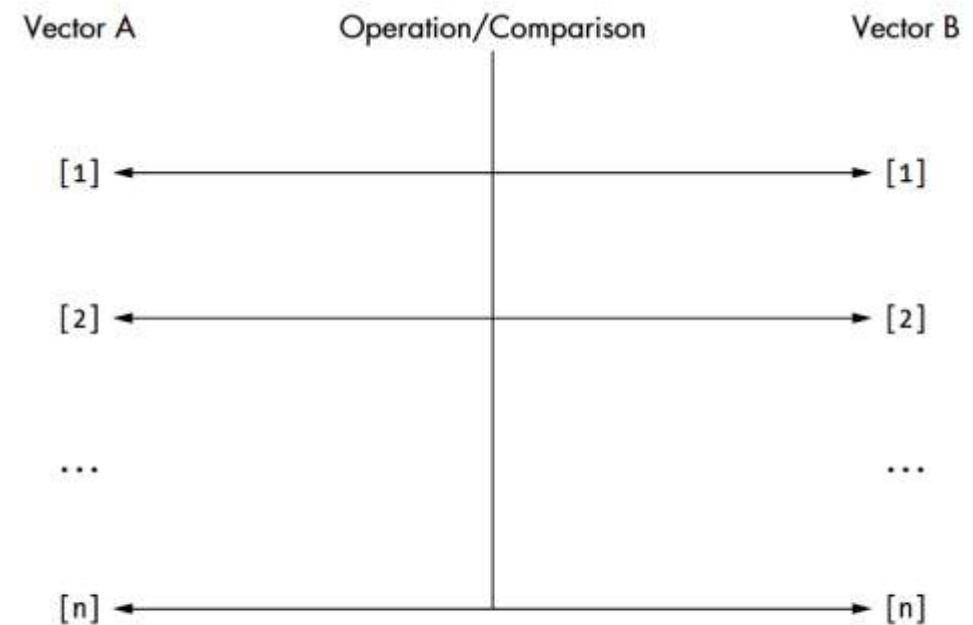 Vector A Operation/Comparison Vector B
[1] [1]
[2] [2]
... ...
[n] [n]